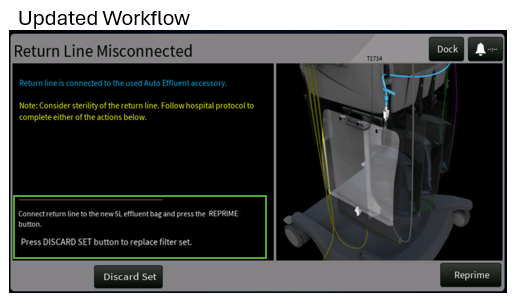 Updated Workflow
Return Line Misconnected
Dock
--:--
T1714
Return line is connected to the used Auto Effluent accessory.
Note: Consider sterility of the return line. Follow hospital protocol to
complete either of the actions below.
Connect return line to the new 5L effluent bag and press the REPRIME
button.
Press DISCARD SET button to replace filter set.
Discard Set
Reprime